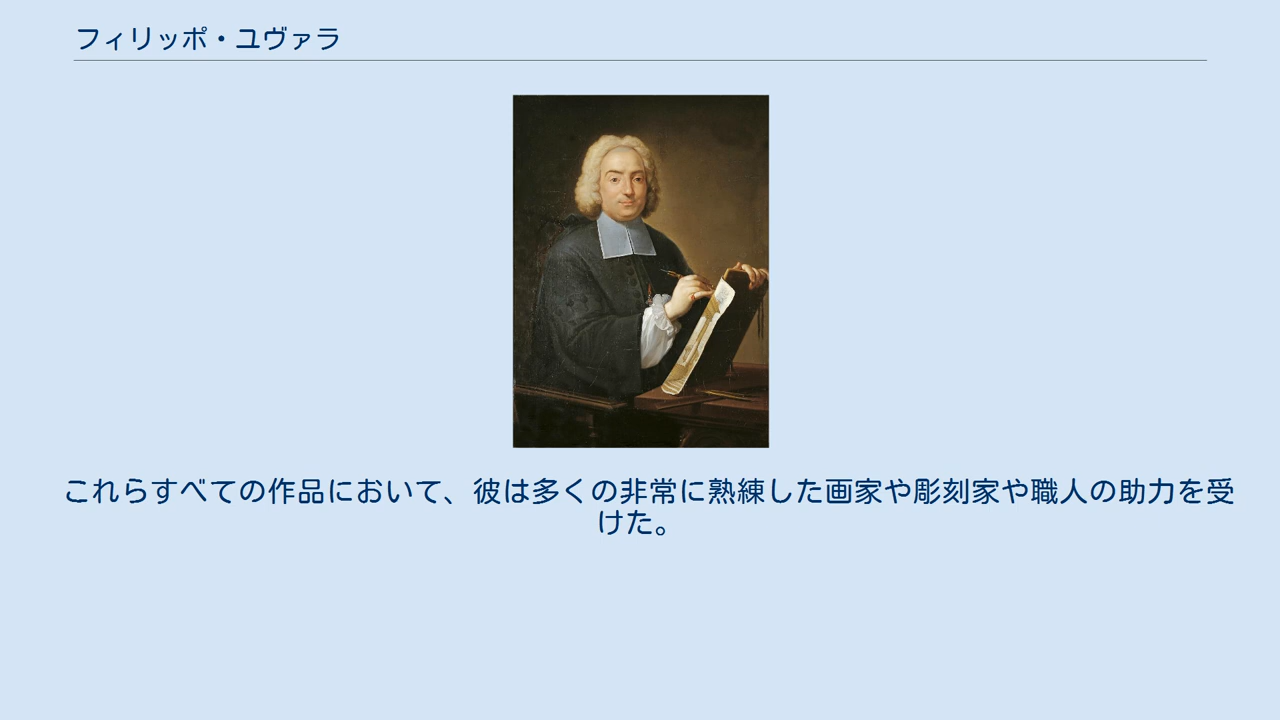 フィリッポ・ユヴァラ
これらすべての作品において、彼は多くの非常に熟練した画家や彫刻家や職人の助力を受
けた。